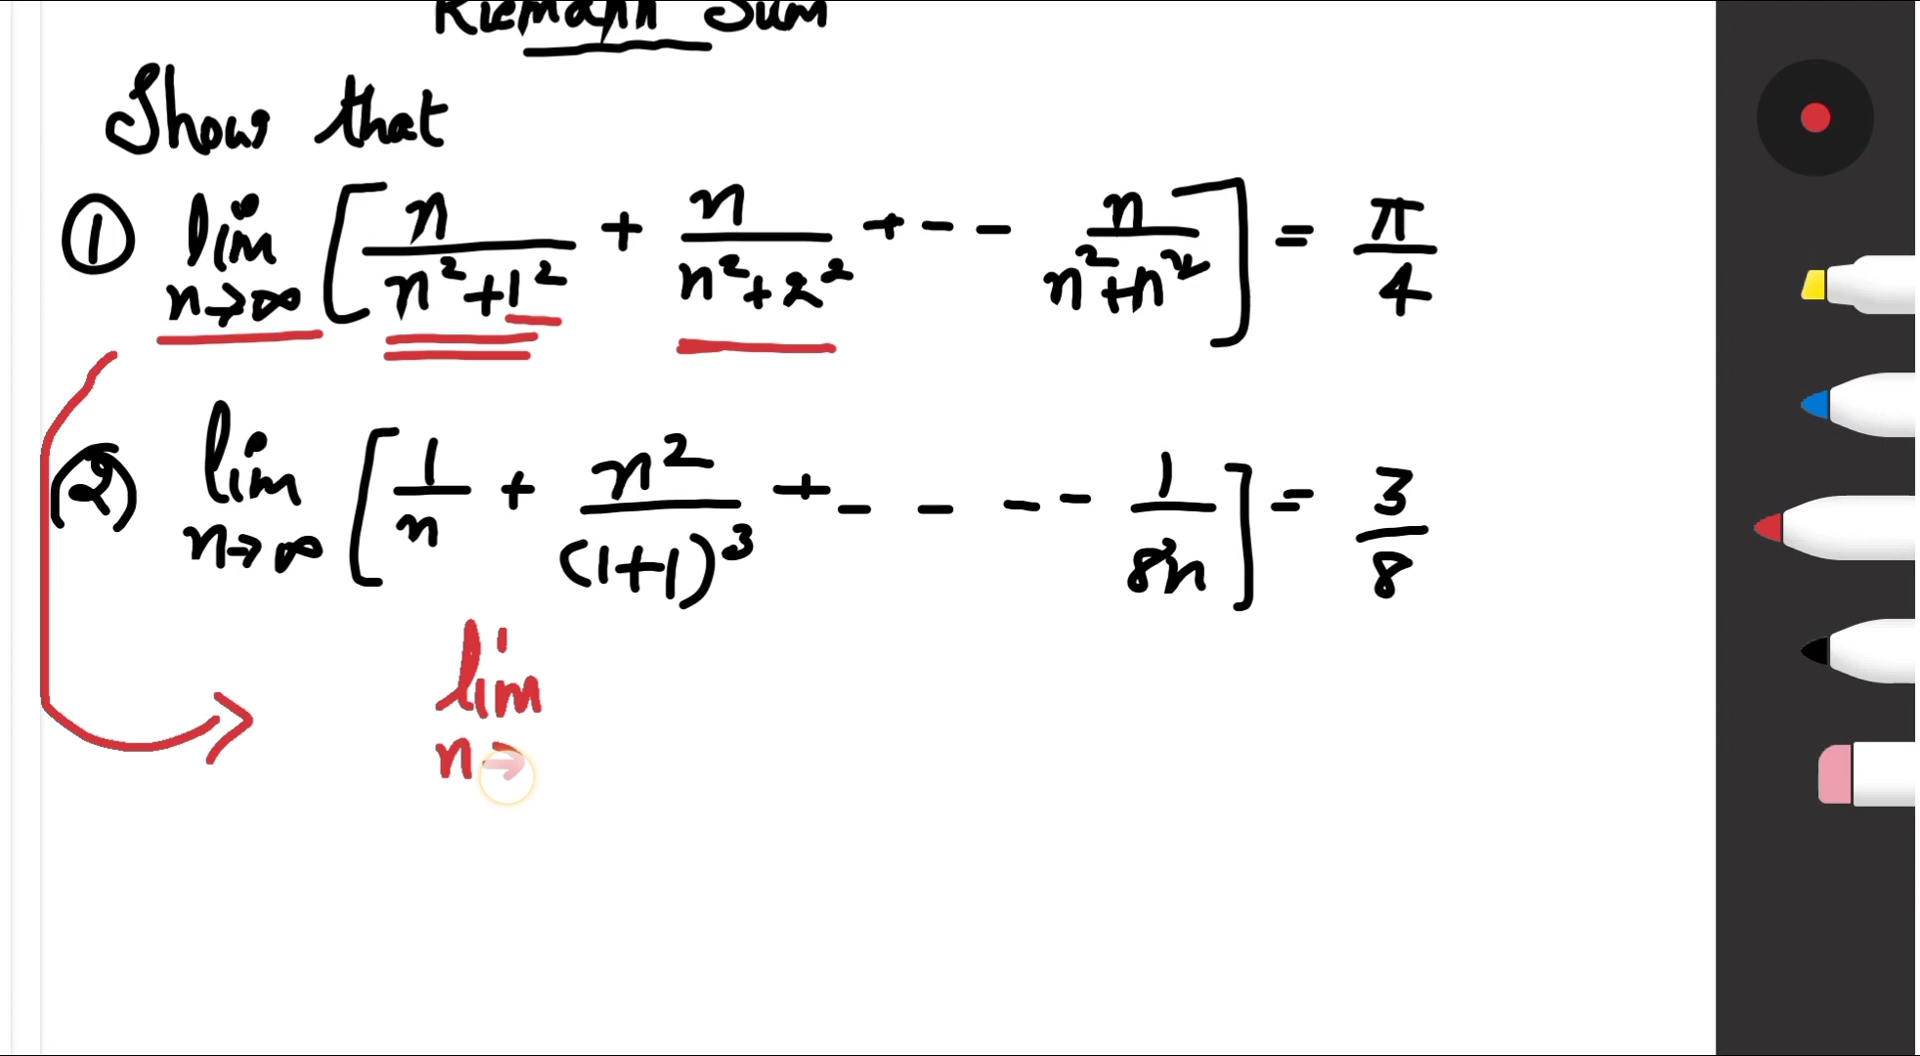 Riemann Sum
Show that
① lim n→∞ [ n/(n²+1²) + n/(n²+2²) + - - n/(n²+n²) ] = π/4
(2) lim n→∞ [ 1/n + n²/(1+1)³ + - - - - 1/8n ] = 3/8
lim
n→